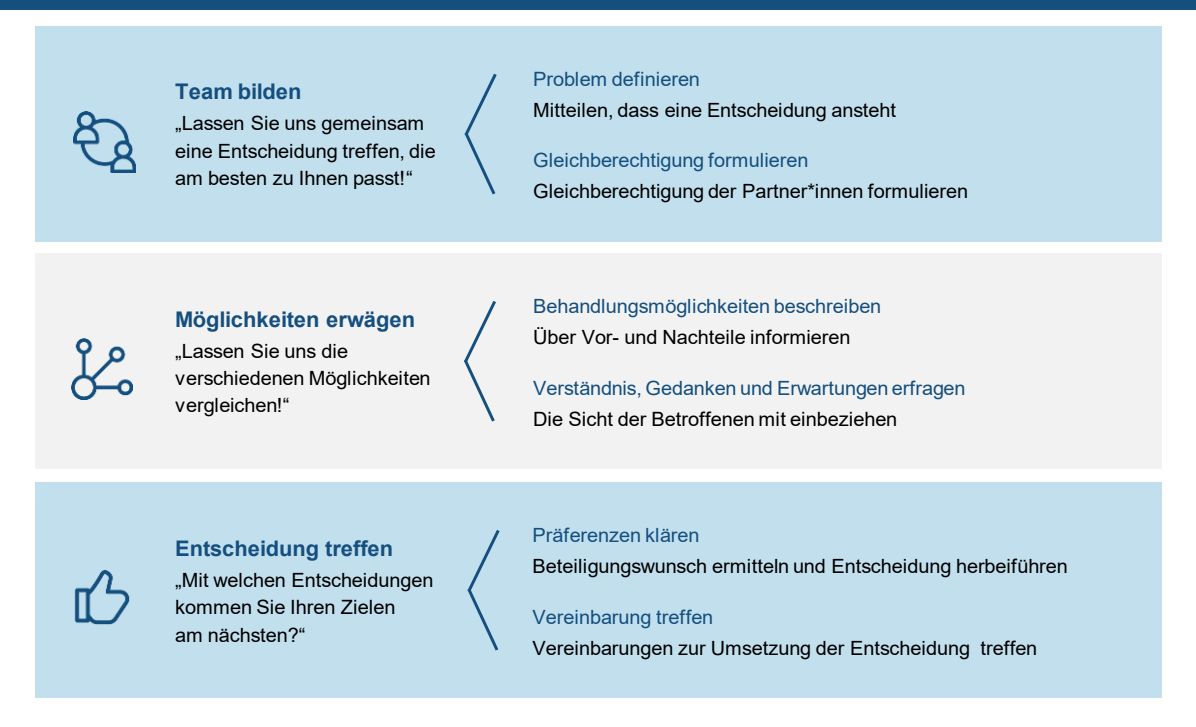 Team bilden
„Lassen Sie uns gemeinsam
eine Entscheidung treffen, die
am besten zu Ihnen passt!“
Problem definieren
Mitteilen, dass eine Entscheidung ansteht
Gleichberechtigung formulieren
Gleichberechtigung der Partner*innen formulieren
Möglichkeiten erwägen
„Lassen Sie uns die
verschiedenen Möglichkeiten
vergleichen!“
Behandlungsmöglichkeiten beschreiben
Über Vor- und Nachteile informieren
Verständnis, Gedanken und Erwartungen erfragen
Die Sicht der Betroffenen mit einbeziehen
Entscheidung treffen
„Mit welchen Entscheidungen
kommen Sie Ihren Zielen
am nächsten?“
Präferenzen klären
Beteiligungswunsch ermitteln und Entscheidung herbeiführen
Vereinbarung treffen
Vereinbarungen zur Umsetzung der Entscheidung treffen